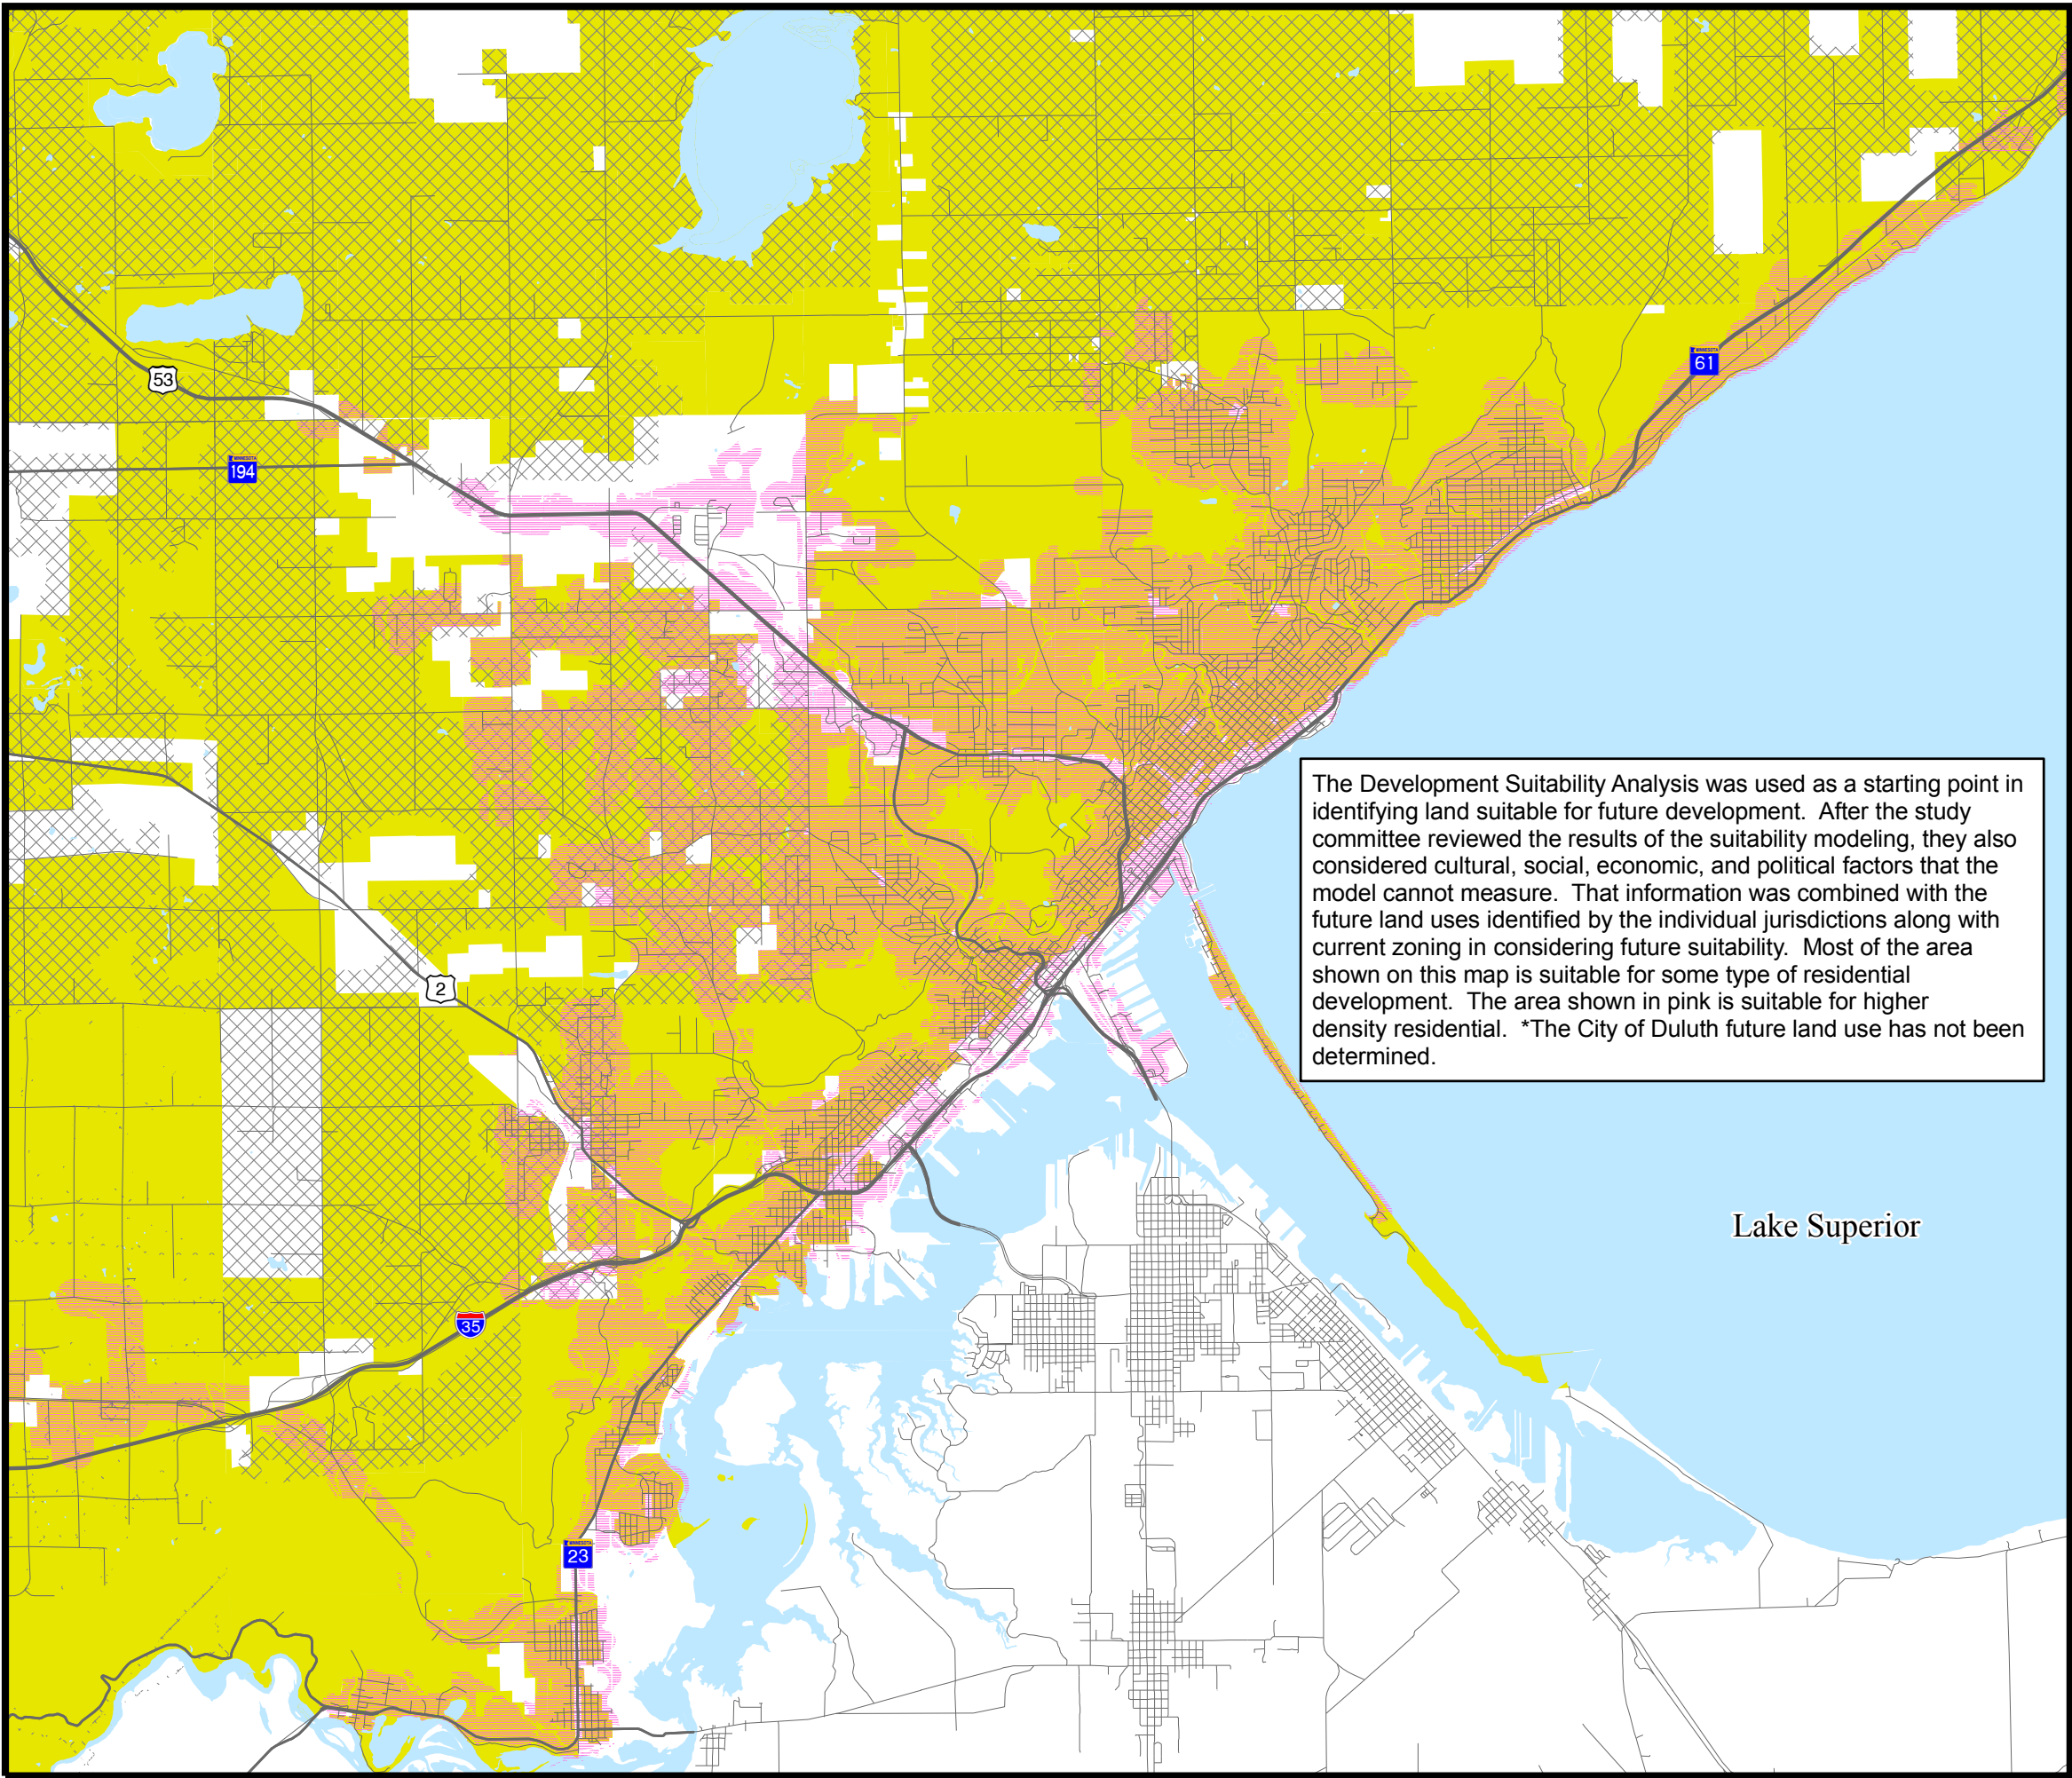 MINNESOTA
61
53
MINNESOTA
194
The Development Suitability Analysis was used as a starting point in
identifying land suitable for future development.  After the study
committee reviewed the results of the suitability modeling, they also
considered cultural, social, economic, and political factors that the
model cannot measure.  That information was combined with the
future land uses identified by the individual jurisdictions along with
current zoning in considering future suitability.  Most of the area
shown on this map is suitable for some type of residential
development.  The area shown in pink is suitable for higher
density residential.  *The City of Duluth future land use has not been
determined.
2
Lake Superior
35
MINNESOTA
23